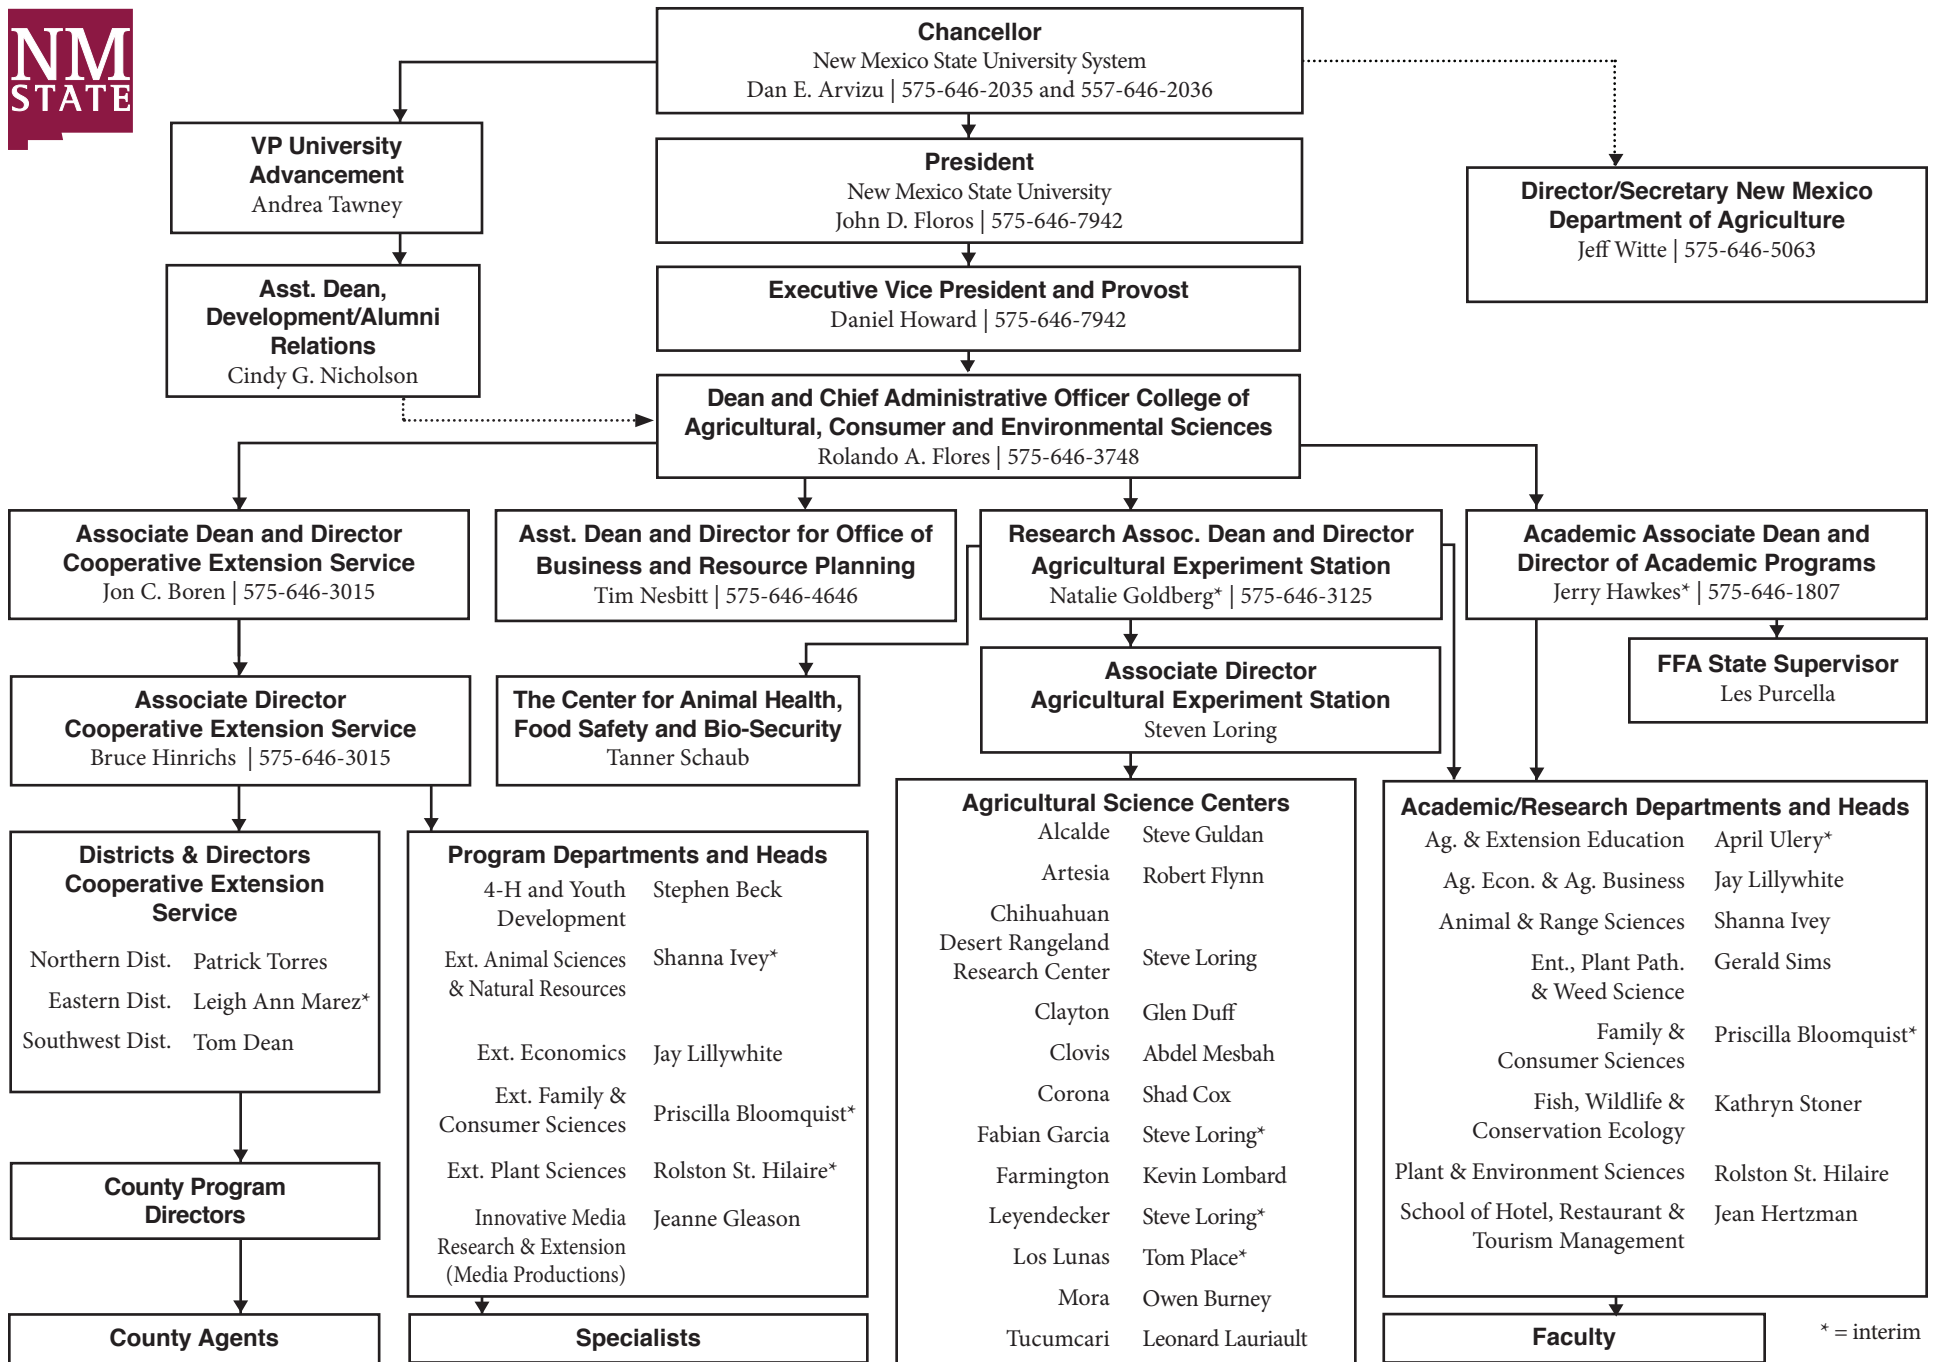 NM
STATE
Chancellor
New Mexico State University System
Dan E. Arvizu | 575-646-2035 and 557-646-2036
VP University
Advancement
Andrea Tawney
President
New Mexico State University
John D. Floros | 575-646-7942
Director/Secretary New Mexico
Department of Agriculture
Jeff Witte | 575-646-5063
Asst. Dean,
Development/Alumni
Relations
Cindy G. Nicholson
Executive Vice President and Provost
Daniel Howard | 575-646-7942
Dean and Chief Administrative Officer College of
Agricultural, Consumer and Environmental Sciences
Rolando A. Flores | 575-646-3748
Associate Dean and Director
Cooperative Extension Service
Jon C. Boren | 575-646-3015
Asst. Dean and Director for Office of
Business and Resource Planning
Tim Nesbitt | 575-646-4646
Research Assoc. Dean and Director
Agricultural Experiment Station
Natalie Goldberg* | 575-646-3125
Academic Associate Dean and
Director of Academic Programs
Jerry Hawkes* | 575-646-1807
FFA State Supervisor
Les Purcella
Associate Director
Cooperative Extension Service
Bruce Hinrichs | 575-646-3015
The Center for Animal Health,
Food Safety and Bio-Security
Tanner Schaub
Associate Director
Agricultural Experiment Station
Steven Loring
Districts & Directors
Cooperative Extension
Service
Northern Dist. Patrick Torres
Eastern Dist. Leigh Ann Marez*
Southwest Dist. Tom Dean
County Program
Directors
County Agents
Program Departments and Heads
4-H and Youth Stephen Beck
Development
Ext. Animal Sciences Shanna Ivey*
& Natural Resources
Ext. Economics Jay Lillywhite
Ext. Family &
Consumer Sciences Priscilla Bloomquist*
Ext. Plant Sciences Rolston St. Hilaire*
Innovative Media Jeanne Gleason
Research & Extension
(Media Productions)
Specialists
Agricultural Science Centers
Alcalde Steve Guldan
Artesia Robert Flynn
Chihuahuan
Desert Rangeland
Research Center Steve Loring
Clayton Glen Duff
Clovis Abdel Mesbah
Corona Shad Cox
Fabian Garcia Steve Loring*
Farmington Kevin Lombard
Leyendecker Steve Loring*
Los Lunas Tom Place*
Mora Owen Burney
Tucumcari Leonard Lauriault
Academic/Research Departments and Heads
Ag. & Extension Education April Ulery*
Ag. Econ. & Ag. Business Jay Lillywhite
Animal & Range Sciences Shanna Ivey
Ent., Plant Path. Gerald Sims
& Weed Science
Family & Priscilla Bloomquist*
Consumer Sciences
Fish, Wildlife & Kathryn Stoner
Conservation Ecology
Plant & Environment Sciences Rolston St. Hilaire
School of Hotel, Restaurant & Jean Hertzman
Tourism Management
Faculty
* = interim